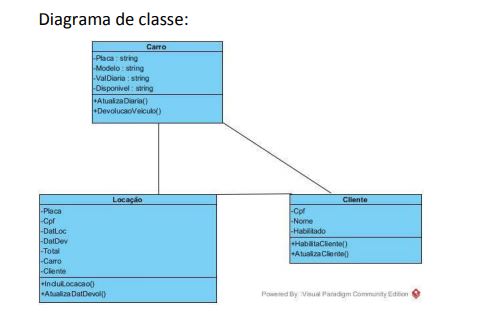 Diagrama de classe:
Carro
-Placa : string
-Modelo : string
-ValDiaria : string
-Disponivel : string
+AtualizaDiaria()
+DevolucaoVeiculo()
Locação
-Placa
-Cpf
-DatLoc
-DatDev
-Total
-Carro
-Cliente
+IncluiLocacao()
+AtualizaDatDevol()
Cliente
-Cpf
-Nome
-Habilitado
+HabilitaCliente()
+AtualizaCliente()
Powered By :Visual Paradigm Community Edition